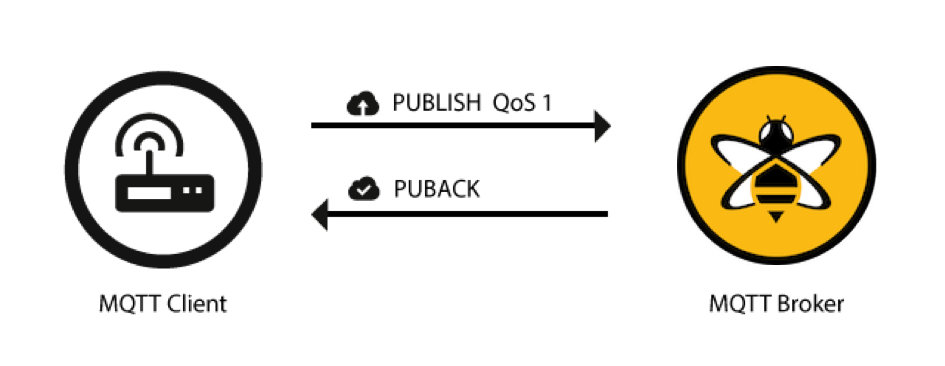 PUBLISH QoS 1
PUBACK
MQTT Client
MQTT Broker